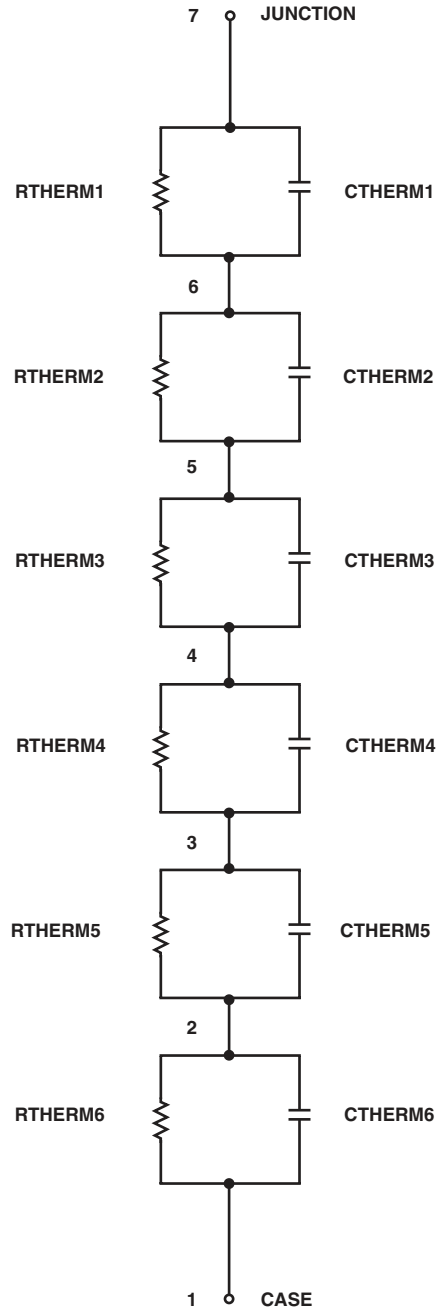 7 JUNCTION
RTHERM1 CTHERM1
6
RTHERM2 CTHERM2
5
RTHERM3 CTHERM3
4
RTHERM4 CTHERM4
3
RTHERM5 CTHERM5
2
RTHERM6 CTHERM6
1 CASE